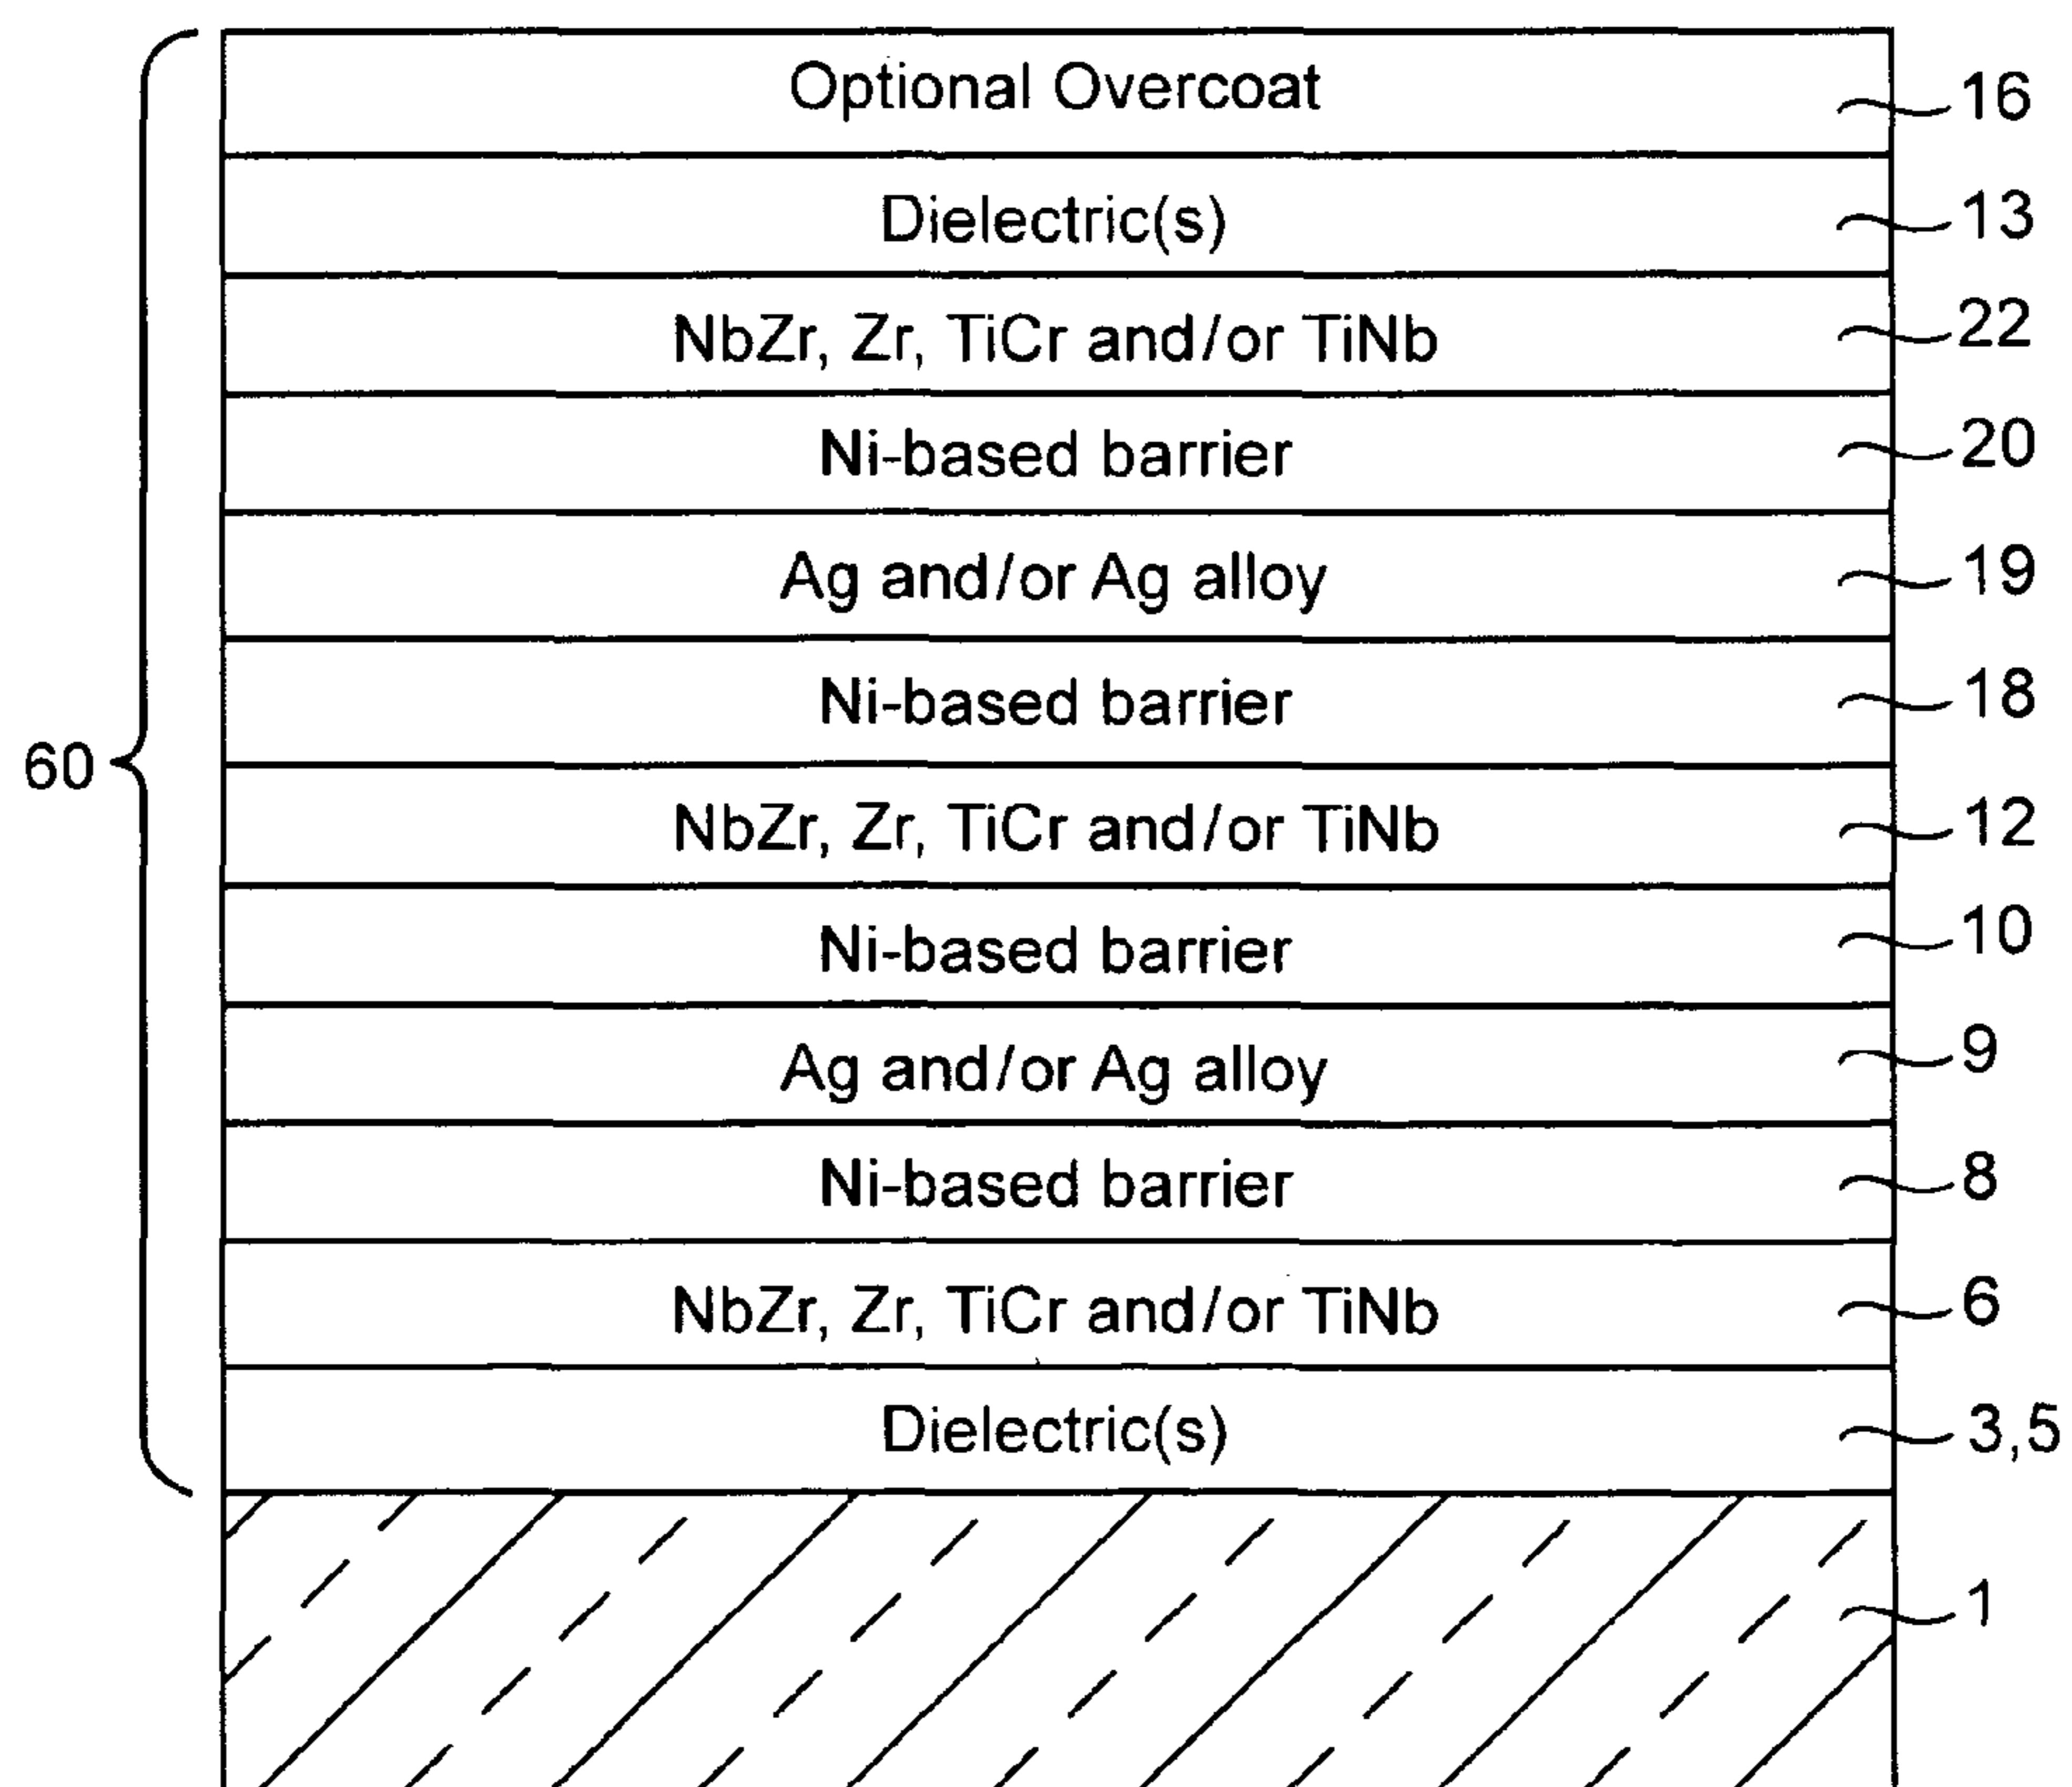 Optional Overcoat 16
Dielectric(s) 13
NbZr, Zr, TiCr and/or TiNb 22
Ni-based barrier 20
Ag and/or Ag alloy 19
Ni-based barrier 18
60
NbZr, Zr, TiCr and/or TiNb 12
Ni-based barrier 10
Ag and/or Ag alloy 9
Ni-based barrier 8
NbZr, Zr, TiCr and/or TiNb 6
Dielectric(s) 3,5
1